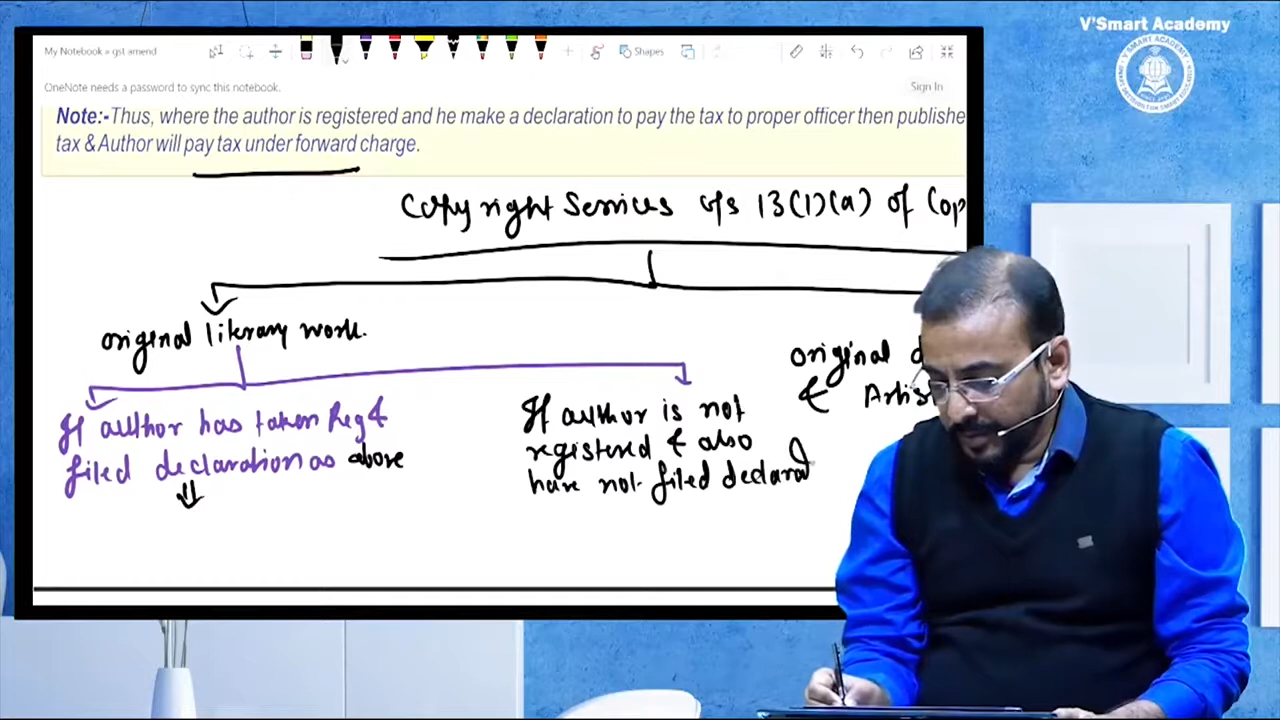 V'Smart Academy
My Notebook » gst amend
Shapes
OneNote needs a password to sync this notebook.
Sign In
Note:-Thus, where the author is registered and he make a declaration to pay the tax to proper officer then publishe
tax & Author will pay tax under forward charge.
Copyright Services u/s 13(1)(a) of Cop
original literary work.
original d
& Artis
If author has taken Reg &
filed declaration as above
If author is not
registered & also
have not filed declarat